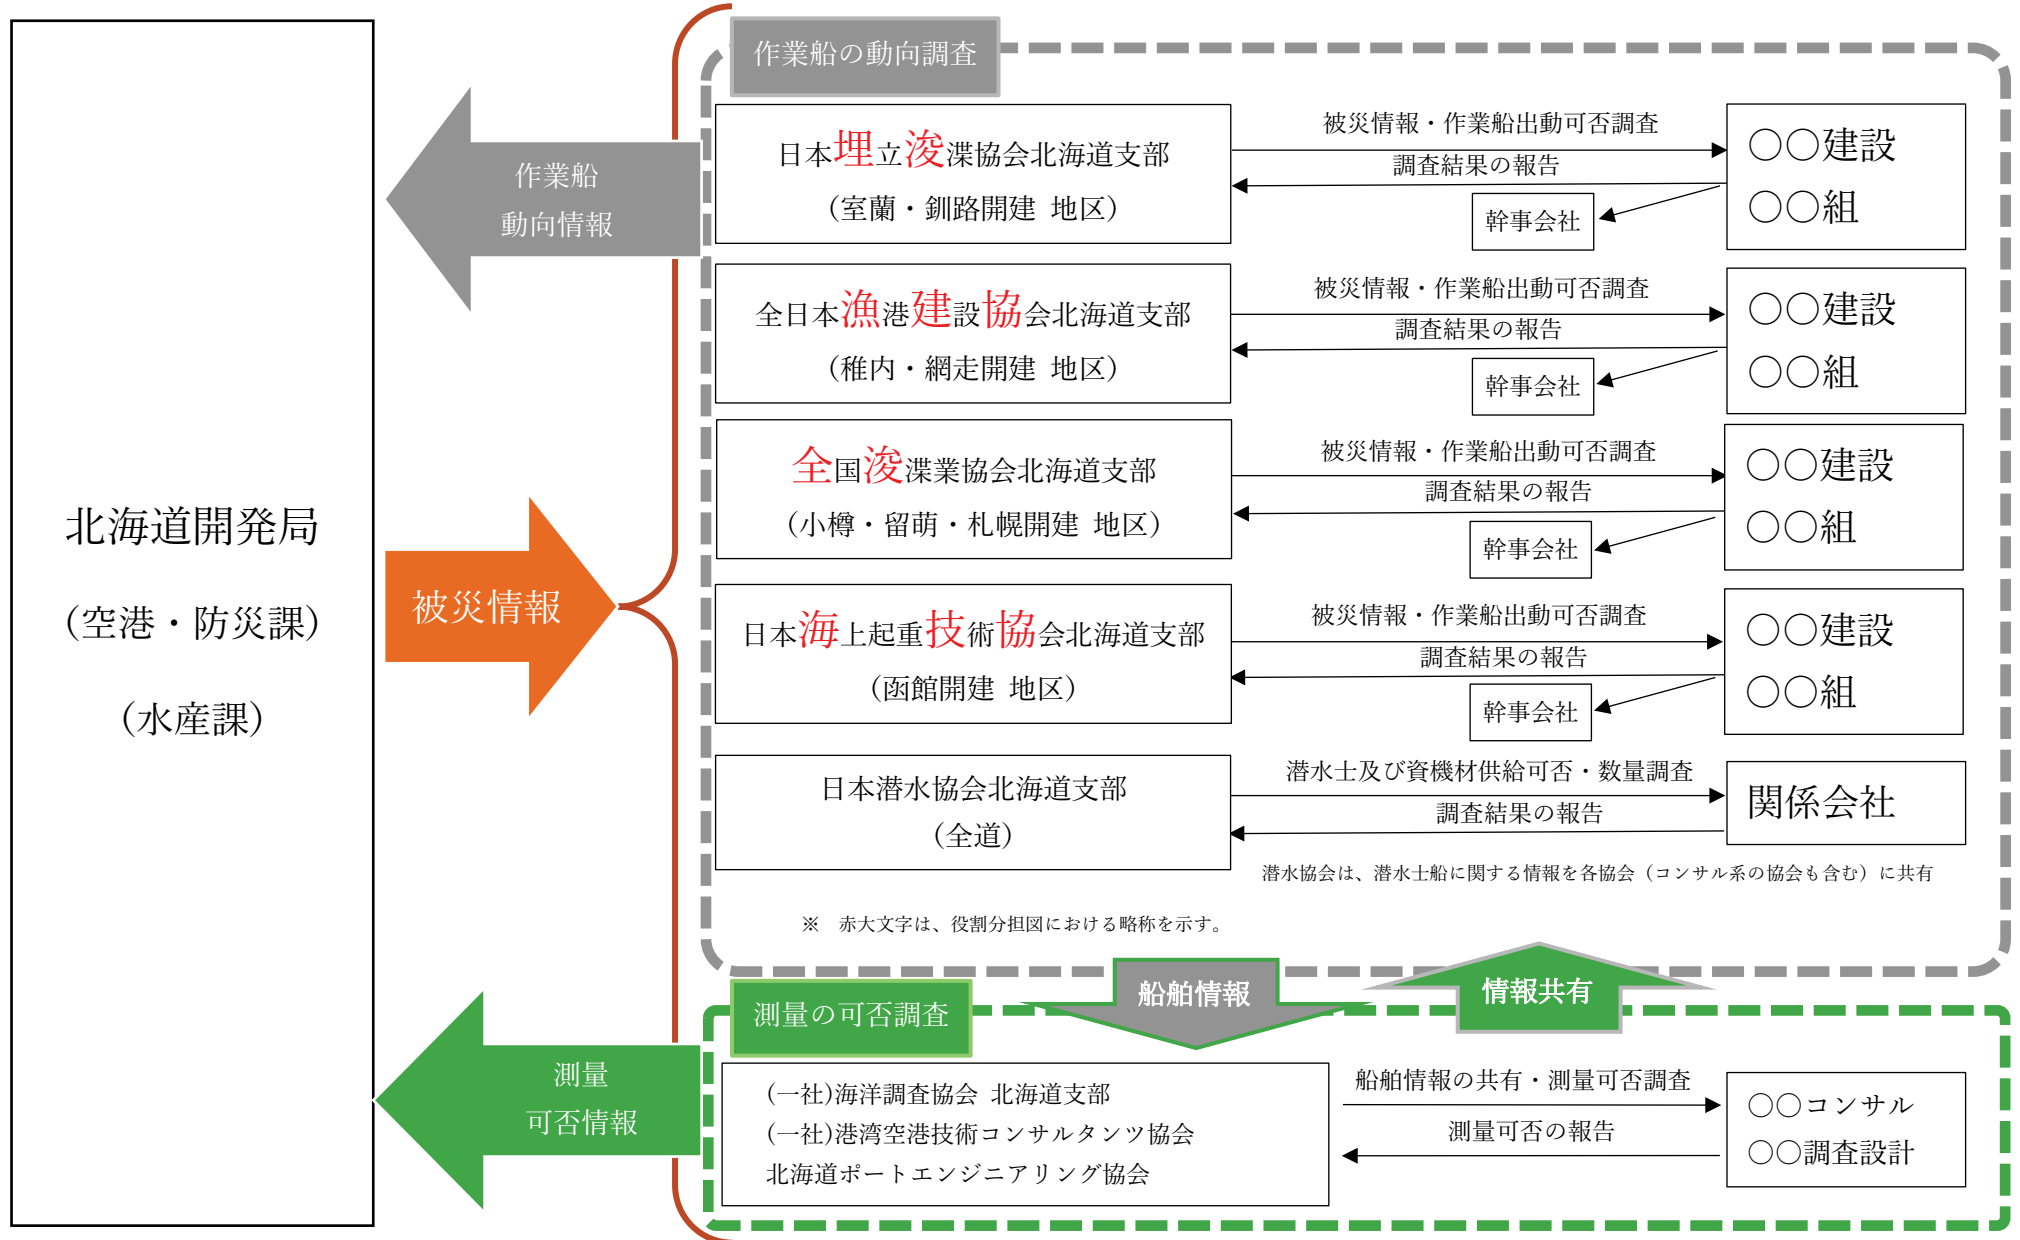 北海道開発局
（空港・防災課）
（水産課）
作業船
動向情報
被災情報
測量
可否情報
作業船の動向調査
日本埋立浚渫協会北海道支部
（室蘭・釧路開建 地区）
被災情報・作業船出動可否調査
調査結果の報告
幹事会社
〇〇建設
〇〇組
全日本漁港建設協会北海道支部
（稚内・網走開建 地区）
被災情報・作業船出動可否調査
調査結果の報告
幹事会社
〇〇建設
〇〇組
全国浚渫業協会北海道支部
（小樽・留萌・札幌開建 地区）
被災情報・作業船出動可否調査
調査結果の報告
幹事会社
〇〇建設
〇〇組
日本海上起重技術協会北海道支部
（函館開建 地区）
被災情報・作業船出動可否調査
調査結果の報告
幹事会社
〇〇建設
〇〇組
日本潜水協会北海道支部
（全道）
潜水士及び資機材供給可否・数量調査
調査結果の報告
関係会社
潜水協会は、潜水士船に関する情報を各協会（コンサル系の協会も含む）に共有
※　赤大文字は、役割分担図における略称を示す。
船舶情報
情報共有
測量の可否調査
(一社)海洋調査協会 北海道支部
(一社)港湾空港技術コンサルタンツ協会
北海道ポートエンジニアリング協会
船舶情報の共有・測量可否調査
測量可否の報告
〇〇コンサル
〇〇調査設計